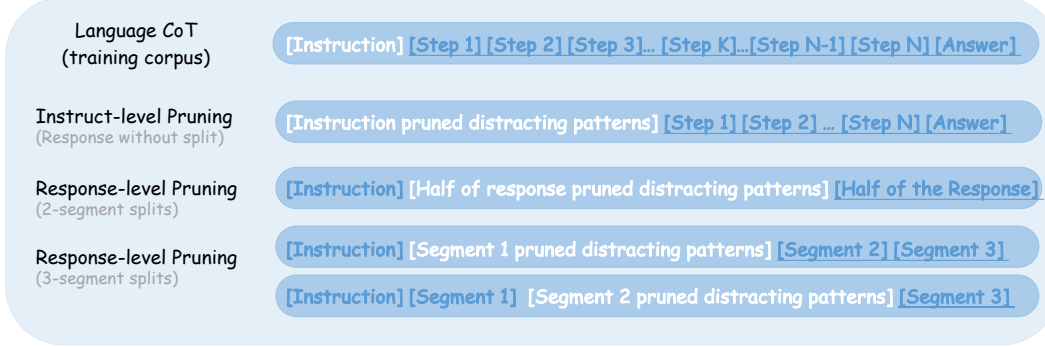 Language CoT
(training corpus)
[Instruction] [Step 1] [Step 2] [Step 3]... [Step K]...[Step N-1] [Step N] [Answer]
Instruct-level Pruning
(Response without split)
[Instruction pruned distracting patterns] [Step 1] [Step 2] ... [Step N] [Answer]
Response-level Pruning
(2-segment splits)
[Instruction] [Half of response pruned distracting patterns] [Half of the Response]
Response-level Pruning
(3-segment splits)
[Instruction] [Segment 1 pruned distracting patterns] [Segment 2] [Segment 3]
[Instruction] [Segment 1] [Segment 2 pruned distracting patterns] [Segment 3]